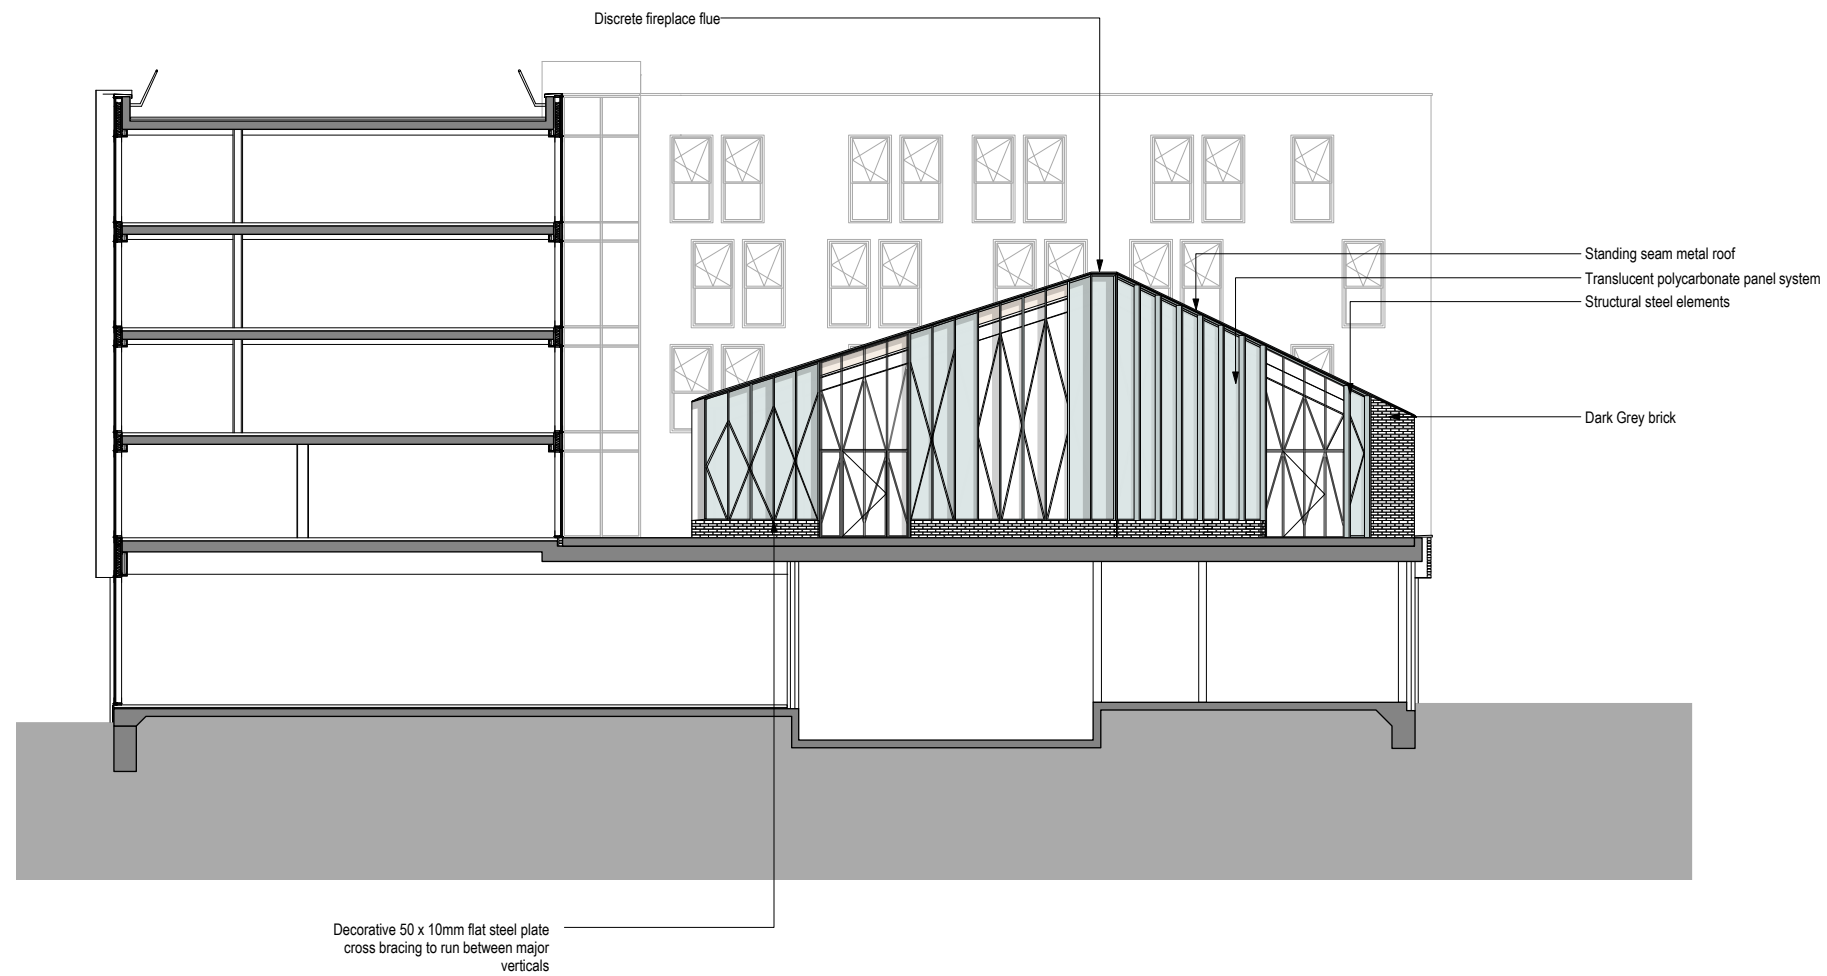 Discrete fireplace flue
Standing seam metal roof
Translucent polycarbonate panel system
Structural steel elements
Dark Grey brick
Decorative 50 x 10mm flat steel plate
cross bracing to run between major
verticals